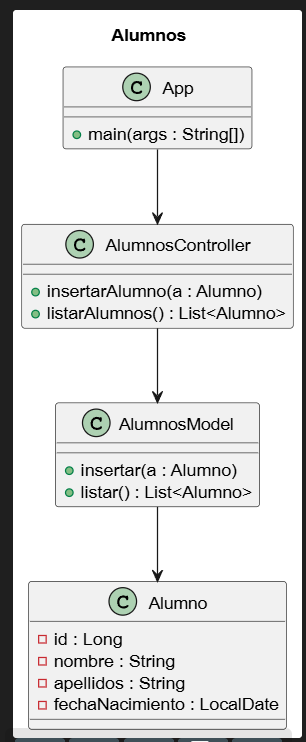 Alumnos
C App
main(args : String[])
C AlumnosController
insertarAlumno(a : Alumno)
listarAlumnos() : List<Alumno>
C AlumnosModel
insertar(a : Alumno)
listar() : List<Alumno>
C Alumno
id : Long
nombre : String
apellidos : String
fechaNacimiento : LocalDate